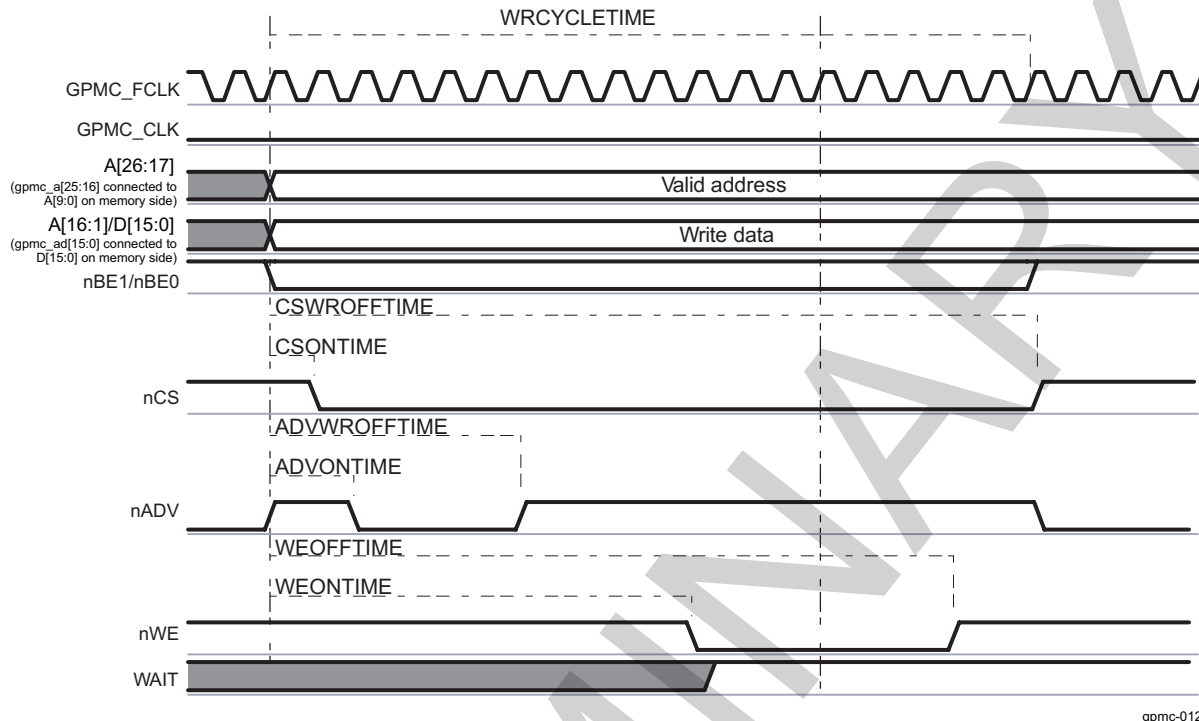 WRCYCLETIME
GPMC_FCLK
GPMC_CLK
A[26:17]
(gpmc_a[25:16] connected to
A[9:0] on memory side)
Valid address
A[16:1]/D[15:0]
(gpmc_ad[15:0] connected to
D[15:0] on memory side)
Write data
nBE1/nBE0
CSWROFFTIME
CSONTIME
nCS
ADVWROFFTIME
ADVONTIME
nADV
WEOFFTIME
WEONTIME
nWE
WAIT
gpmc-012
MINARY